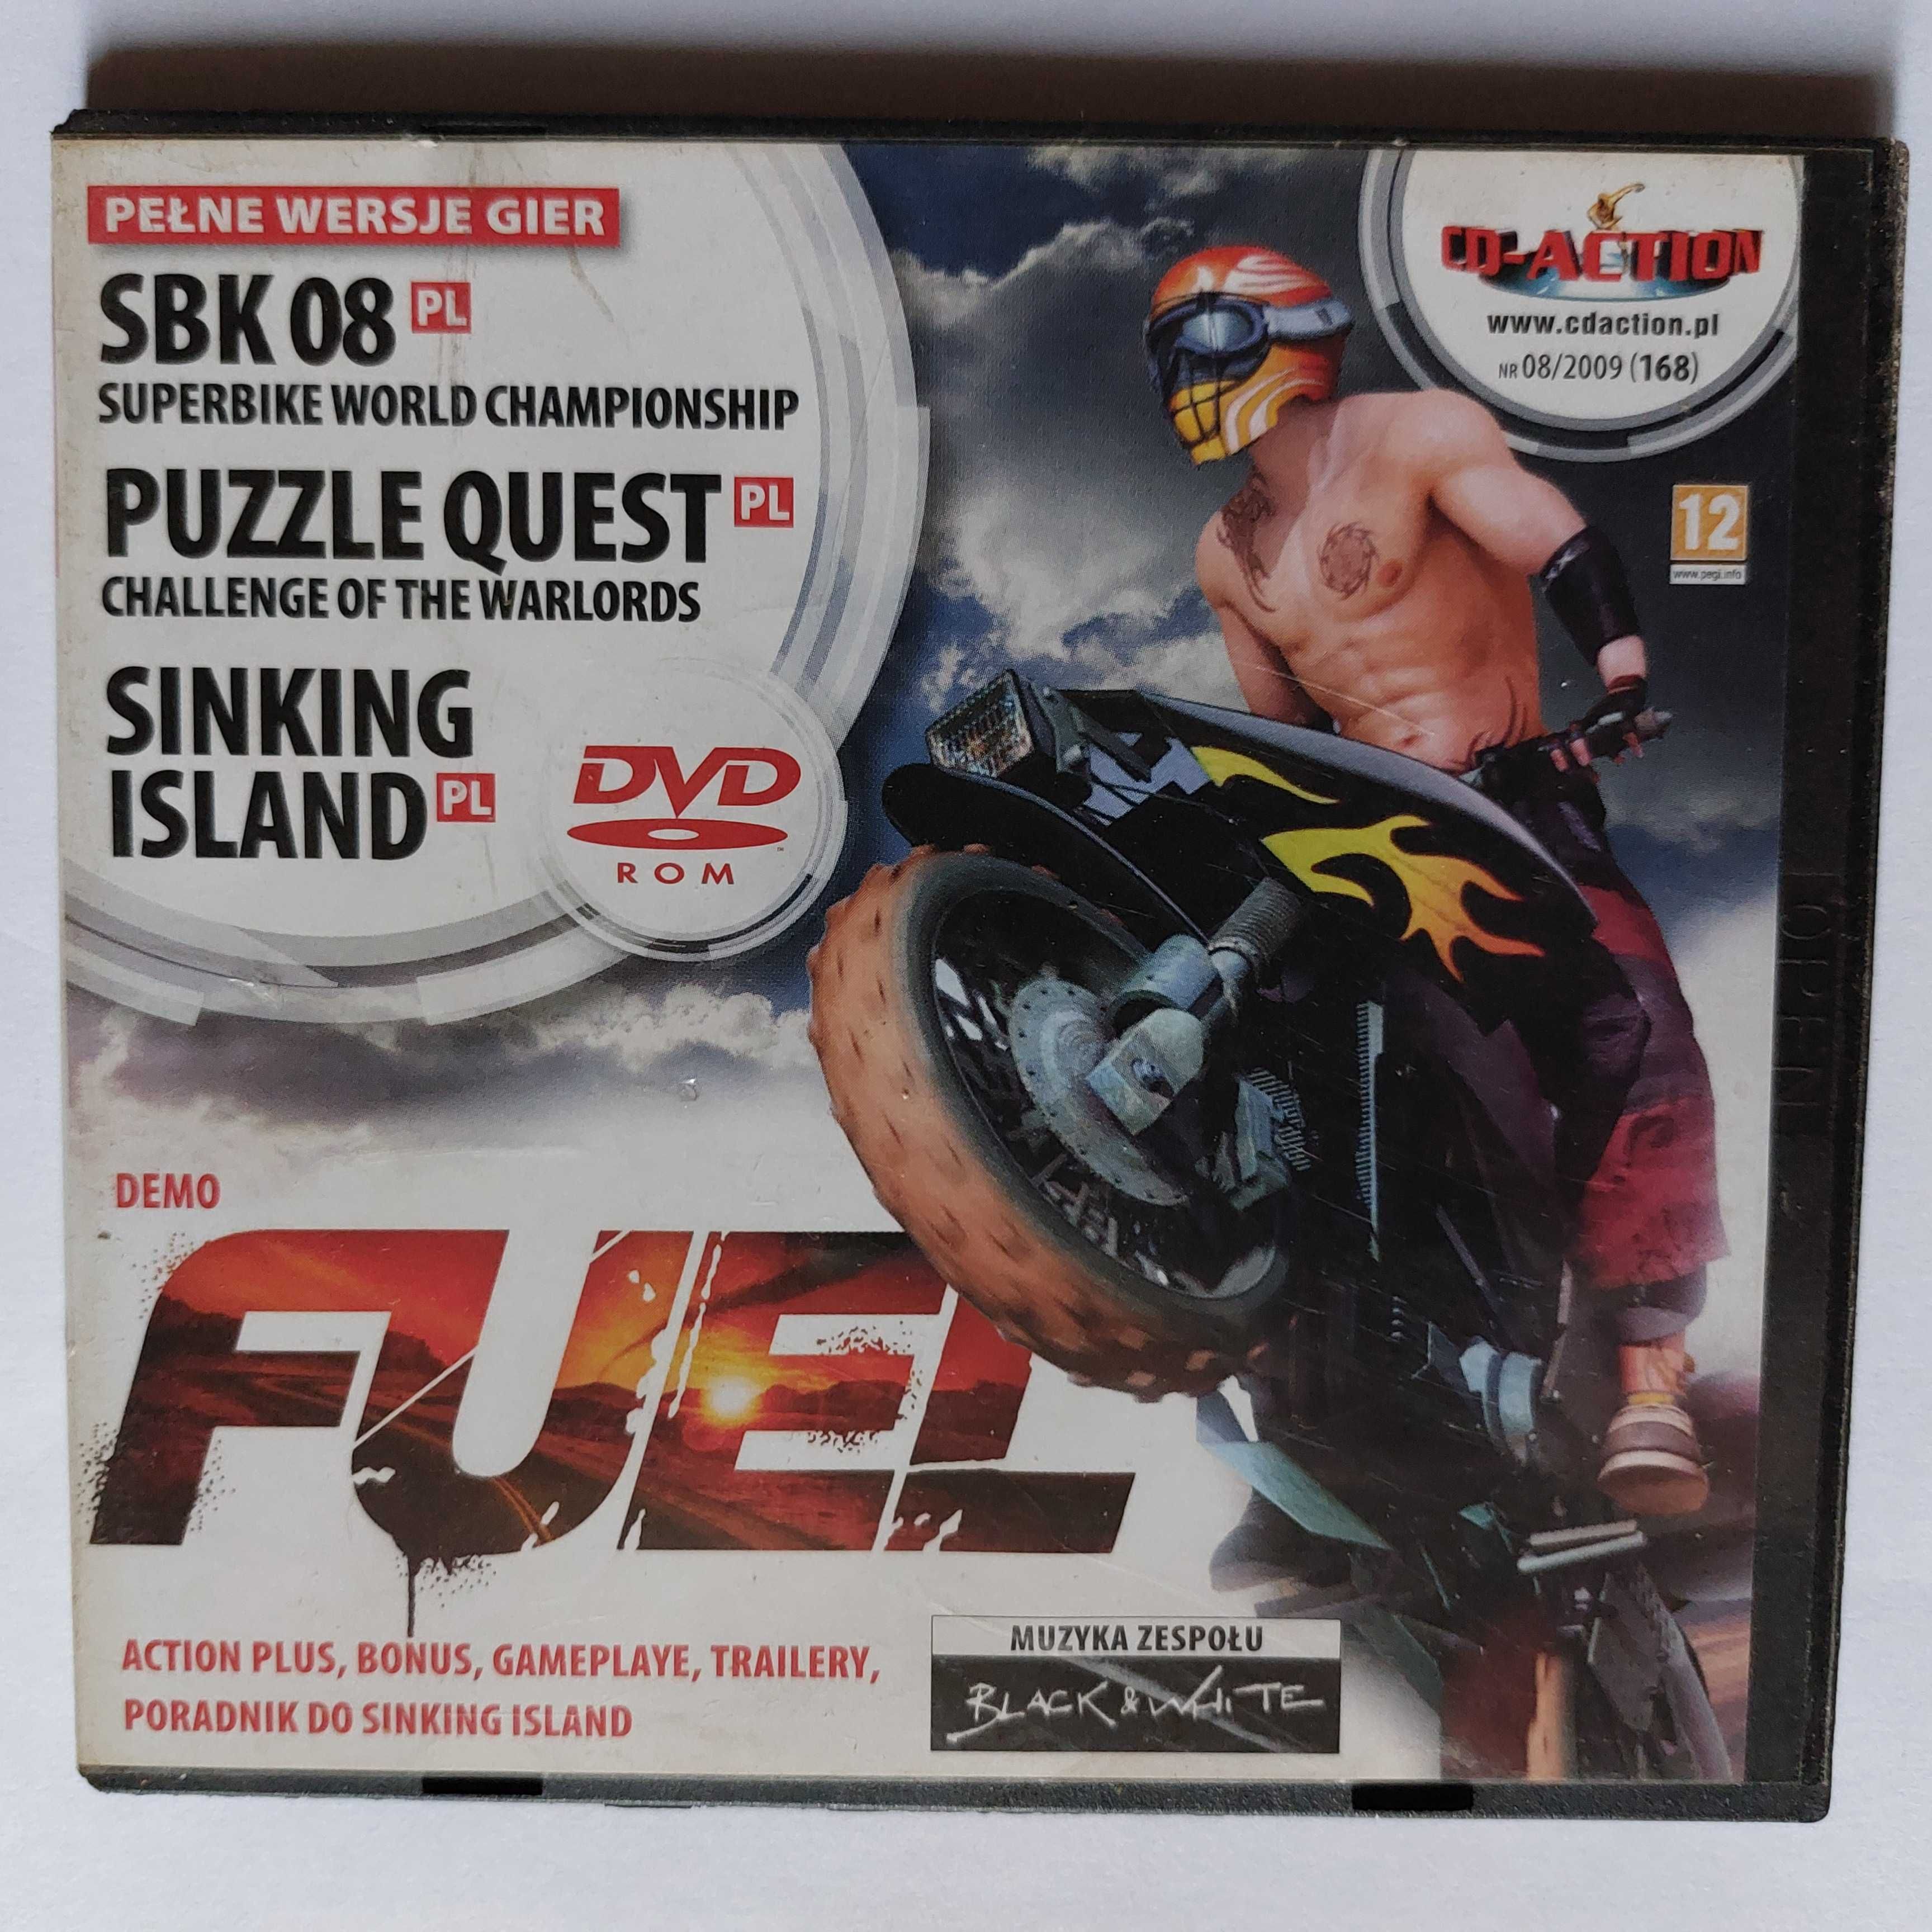 PEŁNE WERSJE GIER
SBK 08 PL
SUPERBIKE WORLD CHAMPIONSHIP
PUZZLE QUEST PL
CHALLENGE OF THE WARLORDS
SINKING
ISLAND PL
DVD
ROM
CD-ACTION
www.cdaction.pl
NR 08/2009 (168)
12
www.pegi.info
OPEN
DEMO
FUEL
ACTION PLUS, BONUS, GAMEPLAYE, TRAILERY,
PORADNIK DO SINKING ISLAND
MUZYKA ZESPOŁU
BLACK & WHITE